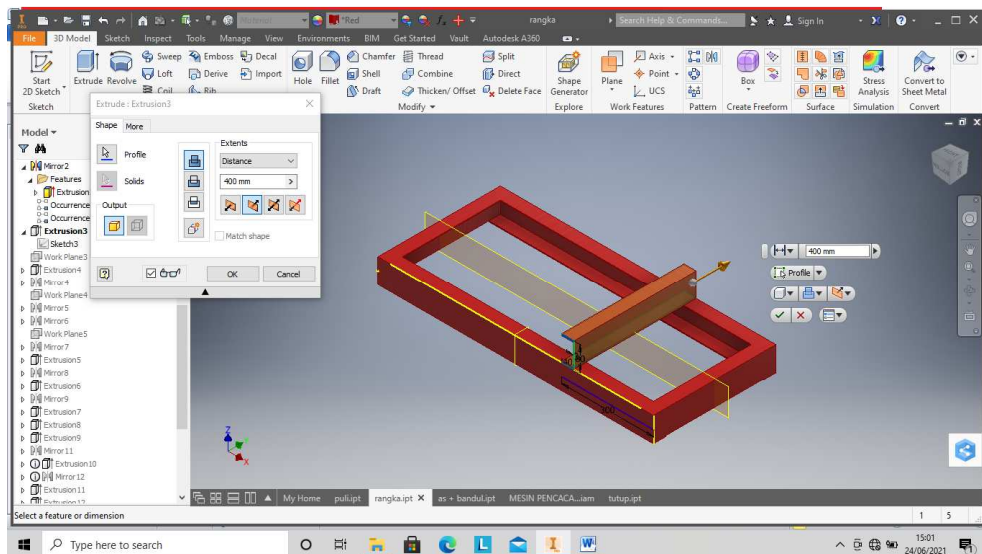 Material
*Red
rangka
Search Help & Commands...
Sign In
File 3D Model Sketch Inspect Tools Manage View Environments BIM Get Started Vault Autodesk A360
Start 2D Sketch
Extrude
Revolve
Sweep
Loft
Coil
Emboss
Derive
Rib
Decal
Import
Hole
Fillet
Chamfer
Shell
Draft
Thread
Combine
Thicken/ Offset
Split
Direct
Delete Face
Shape Generator
Plane
Axis
Point
UCS
Box
Stress Analysis
Convert to Sheet Metal
Sketch
Modify
Explore
Work Features
Pattern
Create Freeform
Surface
Simulation
Convert
Extrude : Extrusion3
Shape More
Profile
Solids
Output
Extents
Distance
400 mm
Match shape
OK
Cancel
Model
Mirror2
Features
Extrusion
Occurrence
Occurrence
Extrusion3
Sketch3
Work Plane3
Extrusion4
Mirror4
Work Plane4
Mirror5
Mirror6
Work Plane5
Mirror7
Extrusion5
Mirror8
Extrusion6
Mirror9
Extrusion7
Extrusion8
Extrusion9
Mirror11
Extrusion10
Mirror12
Extrusion11
Extrusion12
400 mm
Profile
200
Z
X
My Home puli.ipt rangka.ipt as + bandul.ipt MESIN PENCACA...iam tutup.ipt
Select a feature or dimension
1 5
Type here to search
15:01
24/06/2021